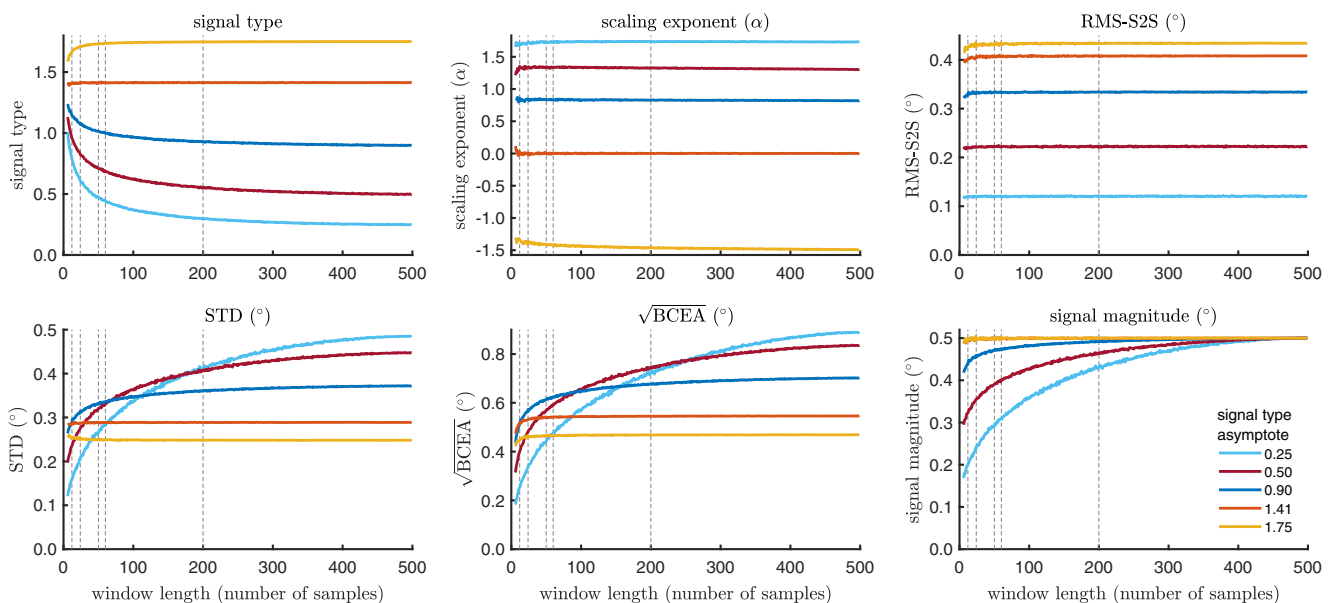 signal type
scaling exponent (α)
RMS-S2S (°)
signal type
0.0
0.5
1.0
1.5
0 100 200 300 400 500
scaling exponent (α)
-1.5
-1.0
-0.5
0.0
0.5
1.0
1.5
0 100 200 300 400 500
RMS-S2S (°)
0.0
0.1
0.2
0.3
0.4
0 100 200 300 400 500
STD (°)
√BCEA (°)
signal magnitude (°)
STD (°)
0.5
0.4
0.3
0.2
0.1
0.0
0 100 200 300 400 500
window length (number of samples)
√BCEA (°)
0.8
0.6
0.4
0.2
0.0
0 100 200 300 400 500
window length (number of samples)
signal magnitude (°)
0.5
0.4
0.3
0.2
0.1
0.0
0 100 200 300 400 500
window length (number of samples)
signal type
asymptote
0.25
0.50
0.90
1.41
1.75